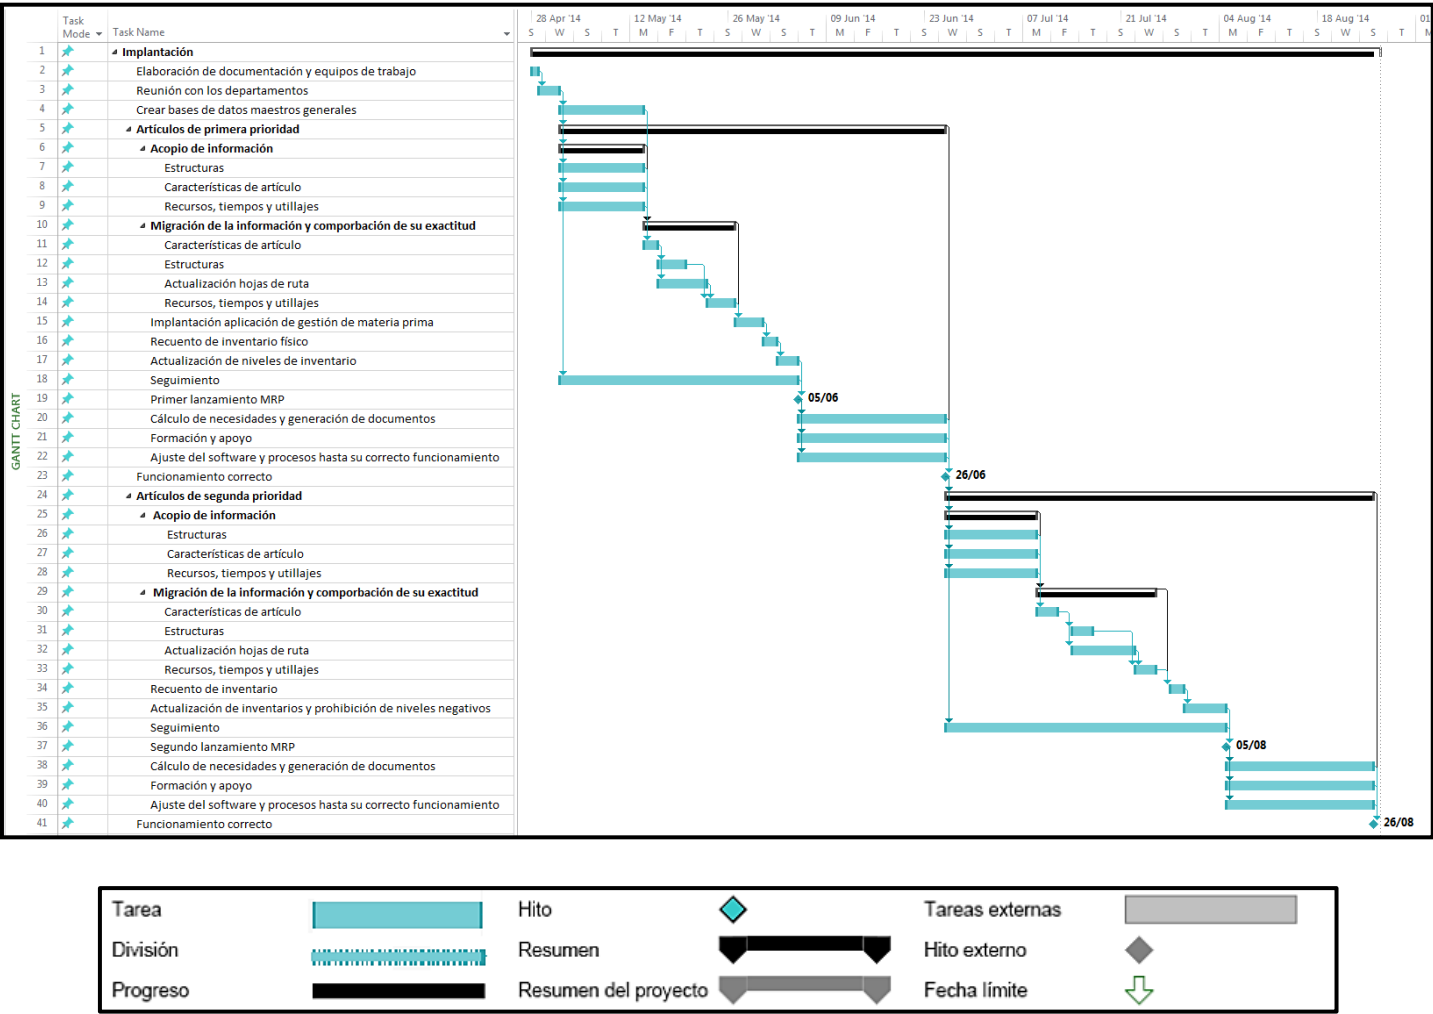 Task Mode
Task Name
28 Apr '14 12 May '14 26 May '14 09 Jun '14 23 Jun '14 07 Jul '14 21 Jul '14 04 Aug '14 18 Aug '14 01
S W S T M F T S W S T M F T S W S T M F T S W S T M F T S W S T M
1 Implantación
2 Elaboración de documentación y equipos de trabajo
3 Reunión con los departamentos
4 Crear bases de datos maestros generales
5 Artículos de primera prioridad
6 Acopio de información
7 Estructuras
8 Características de artículo
9 Recursos, tiempos y utillajes
10 Migración de la información y comporbación de su exactitud
11 Características de artículo
12 Estructuras
13 Actualización hojas de ruta
14 Recursos, tiempos y utillajes
15 Implantación aplicación de gestión de materia prima
16 Recuento de inventario físico
17 Actualización de niveles de inventario
18 Seguimiento
19 Primer lanzamiento MRP 05/06
20 Cálculo de necesidades y generación de documentos
21 Formación y apoyo
22 Ajuste del software y procesos hasta su correcto funcionamiento
23 Funcionamiento correcto 26/06
24 Artículos de segunda prioridad
25 Acopio de información
26 Estructuras
27 Características de artículo
28 Recursos, tiempos y utillajes
29 Migración de la información y comporbación de su exactitud
30 Características de artículo
31 Estructuras
32 Actualización hojas de ruta
33 Recursos, tiempos y utillajes
34 Recuento de inventario
35 Actualización de inventarios y prohibición de niveles negativos
36 Seguimiento
37 Segundo lanzamiento MRP 05/08
38 Cálculo de necesidades y generación de documentos
39 Formación y apoyo
40 Ajuste del software y procesos hasta su correcto funcionamiento
41 Funcionamiento correcto 26/08
GANTT CHART
Tarea Hito Tareas externas
División Resumen Hito externo
Progreso Resumen del proyecto Fecha límite